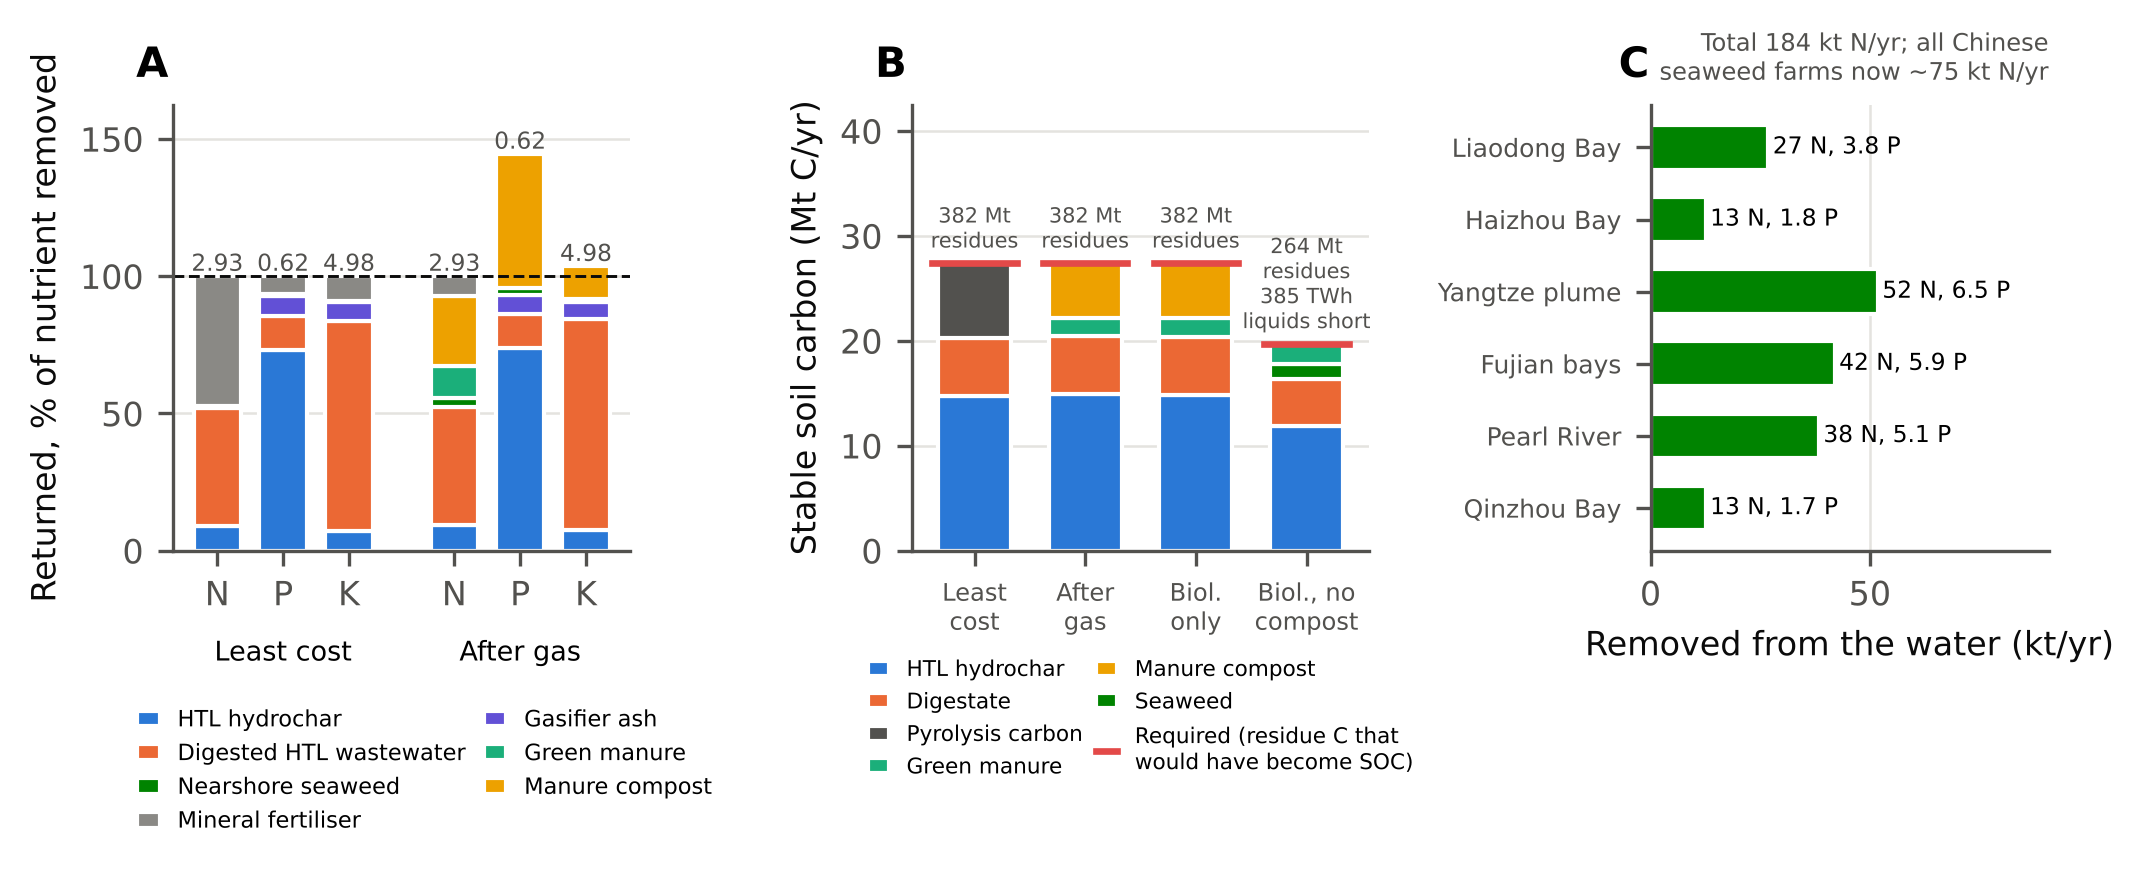 A
Returned, % of nutrient removed
150
100
50
0
2.93
0.62
4.98
2.93
0.62
4.98
N
P
K
N
P
K
Least cost
After gas
HTL hydrochar
Digested HTL wastewater
Nearshore seaweed
Mineral fertiliser
Gasifier ash
Green manure
Manure compost
B
Stable soil carbon (Mt C/yr)
40
30
20
10
0
382 Mt
residues
382 Mt
residues
382 Mt
residues
264 Mt
residues
385 TWh
liquids short
Least
cost
After
gas
Biol.
only
Biol., no
compost
HTL hydrochar
Digestate
Pyrolysis carbon
Green manure
Manure compost
Seaweed
Required (residue C that
would have become SOC)
C
Total 184 kt N/yr; all Chinese
seaweed farms now ~75 kt N/yr
Liaodong Bay
27 N, 3.8 P
Haizhou Bay
13 N, 1.8 P
Yangtze plume
52 N, 6.5 P
Fujian bays
42 N, 5.9 P
Pearl River
38 N, 5.1 P
Qinzhou Bay
13 N, 1.7 P
0
50
Removed from the water (kt/yr)